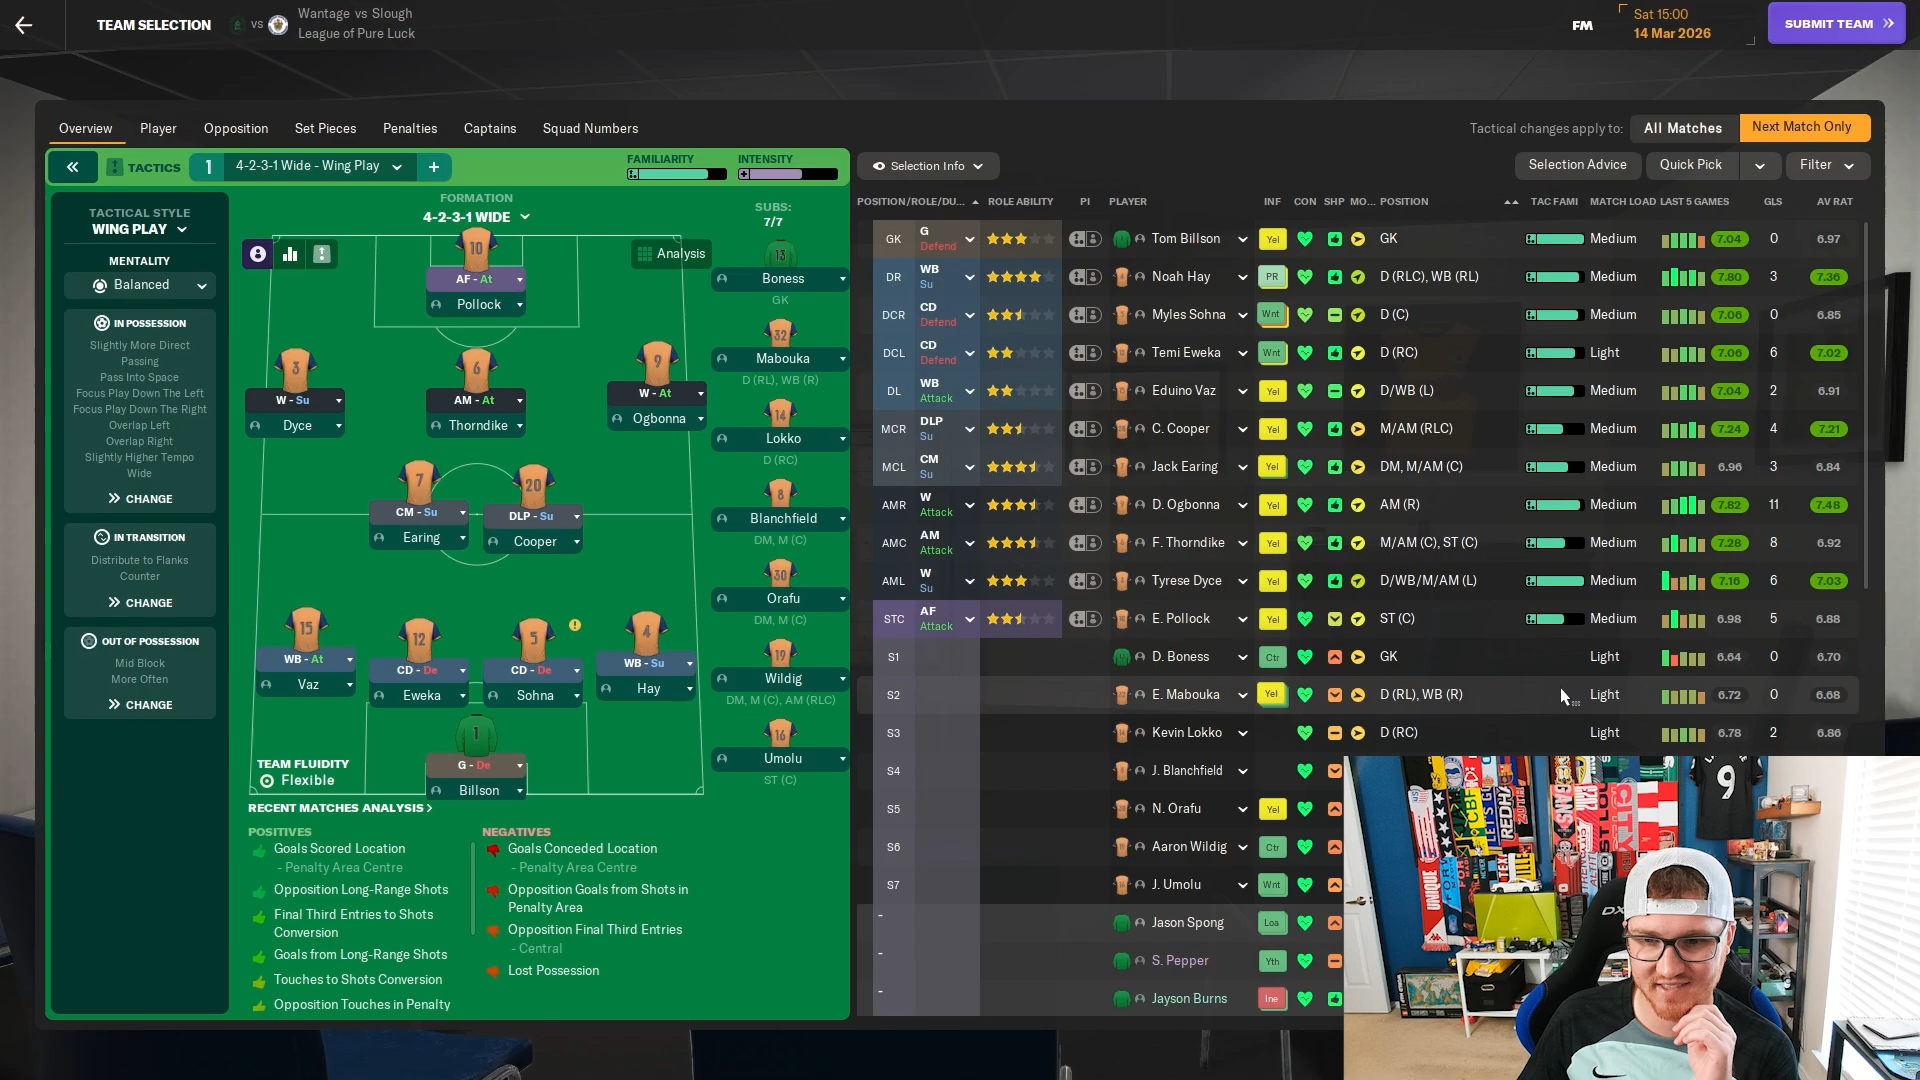 TEAM SELECTION
vs
Wantage vs Slough
League of Pure Luck
FM
Sat 15:00
14 Mar 2026
SUBMIT TEAM
Overview
Player
Opposition
Set Pieces
Penalties
Captains
Squad Numbers
Tactical changes apply to:
All Matches
Next Match Only
TACTICS
1
4-2-3-1 Wide - Wing Play
+
FAMILIARITY
INTENSITY
TACTICAL STYLE
WING PLAY
MENTALITY
Balanced
IN POSSESSION
Slightly More Direct
Passing
Pass Into Space
Focus Play Down The Left
Focus Play Down The Right
Overlap Left
Overlap Right
Slightly Higher Tempo
Wide
CHANGE
IN TRANSITION
Distribute to Flanks
Counter
CHANGE
OUT OF POSSESSION
Mid Block
More Often
CHANGE
FORMATION
4-2-3-1 WIDE
Analysis
10
AF - At
Pollock
3
W - Su
Dyce
6
AM - At
Thorndike
9
W - At
Ogbonna
7
CM - Su
Earing
20
DLP - Su
Cooper
15
WB - At
Vaz
12
CD - De
Eweka
5
CD - De
Sohna
4
WB - Su
Hay
1
G - De
Billson
TEAM FLUIDITY
Flexible
SUBS:
7/7
13
Boness
GK
32
Mabouka
D (RL), WB (R)
14
Lokko
D (RC)
8
Blanchfield
DM, M (C)
30
Orafu
DM, M (C)
19
Wildig
DM, M (C), AM (RLC)
16
Umolu
ST (C)
RECENT MATCHES ANALYSIS
POSITIVES
Goals Scored Location
- Penalty Area Centre
Opposition Long-Range Shots
Final Third Entries to Shots
Conversion
Goals from Long-Range Shots
Touches to Shots Conversion
Opposition Touches in Penalty
NEGATIVES
Goals Conceded Location
- Penalty Area Centre
Opposition Goals from Shots in
Penalty Area
Opposition Final Third Entries
- Central
Lost Possession
Selection Info
Selection Advice
Quick Pick
Filter
POSITION/ROLE/DU... ROLE ABILITY PI PLAYER INF CON SHP MO... POSITION TAC FAMI MATCH LOAD LAST 5 GAMES GLS AV RAT
GK G Defend Tom Billson Yel GK Medium 7.04 0 6.97
DR WB Su Noah Hay PR D (RLC), WB (RL) Medium 7.80 3 7.36
DCR CD Defend Myles Sohna Wnt D (C) Medium 7.06 0 6.85
DCL CD Defend Temi Eweka Wnt D (RC) Light 7.06 6 7.02
DL WB Attack Eduino Vaz Yel D/WB (L) Medium 7.04 2 6.91
MCR DLP Su C. Cooper Yel M/AM (RLC) Medium 7.24 4 7.21
MCL CM Su Jack Earing Yel DM, M/AM (C) Medium 6.96 3 6.84
AMR W Attack D. Ogbonna Yel AM (R) Medium 7.82 11 7.48
AMC AM Attack F. Thorndike Yel M/AM (C), ST (C) Medium 7.28 8 6.92
AML W Su Tyrese Dyce Yel D/WB/M/AM (L) Medium 7.16 6 7.03
STC AF Attack E. Pollock Yel ST (C) Medium 6.98 5 6.88
S1 D. Boness Ctr GK Light 6.64 0 6.70
S2 E. Mabouka Yel D (RL), WB (R) Light 6.72 0 6.68
S3 Kevin Lokko D (RC) Light 6.78 2 6.86
S4 J. Blanchfield
S5 N. Orafu Yel
S6 Aaron Wildig Ctr
S7 J. Umolu Wnt
- Jason Spong Loa
- S. Pepper Yth
- Jayson Burns Ine
9
UNIQUE